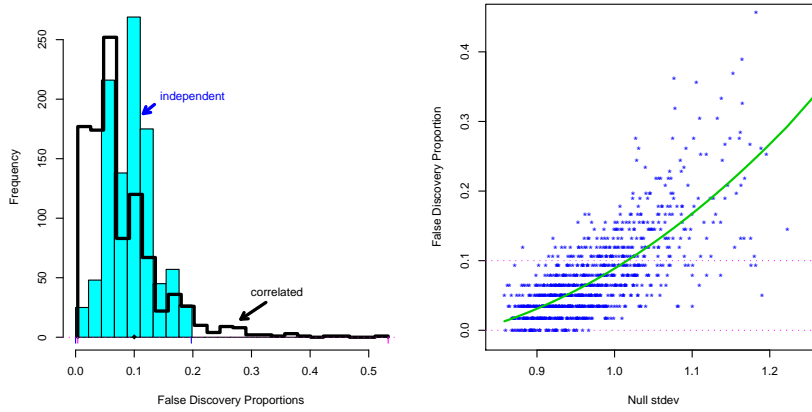 0.0 0.1 0.2 0.3 0.4 0.5
0 50 100 150 200 250
False Discovery Proportions
Frequency
independent
correlated
0.9 1.0 1.1 1.2
0.0 0.1 0.2 0.3 0.4
Null stdev
False Discovery Proportion